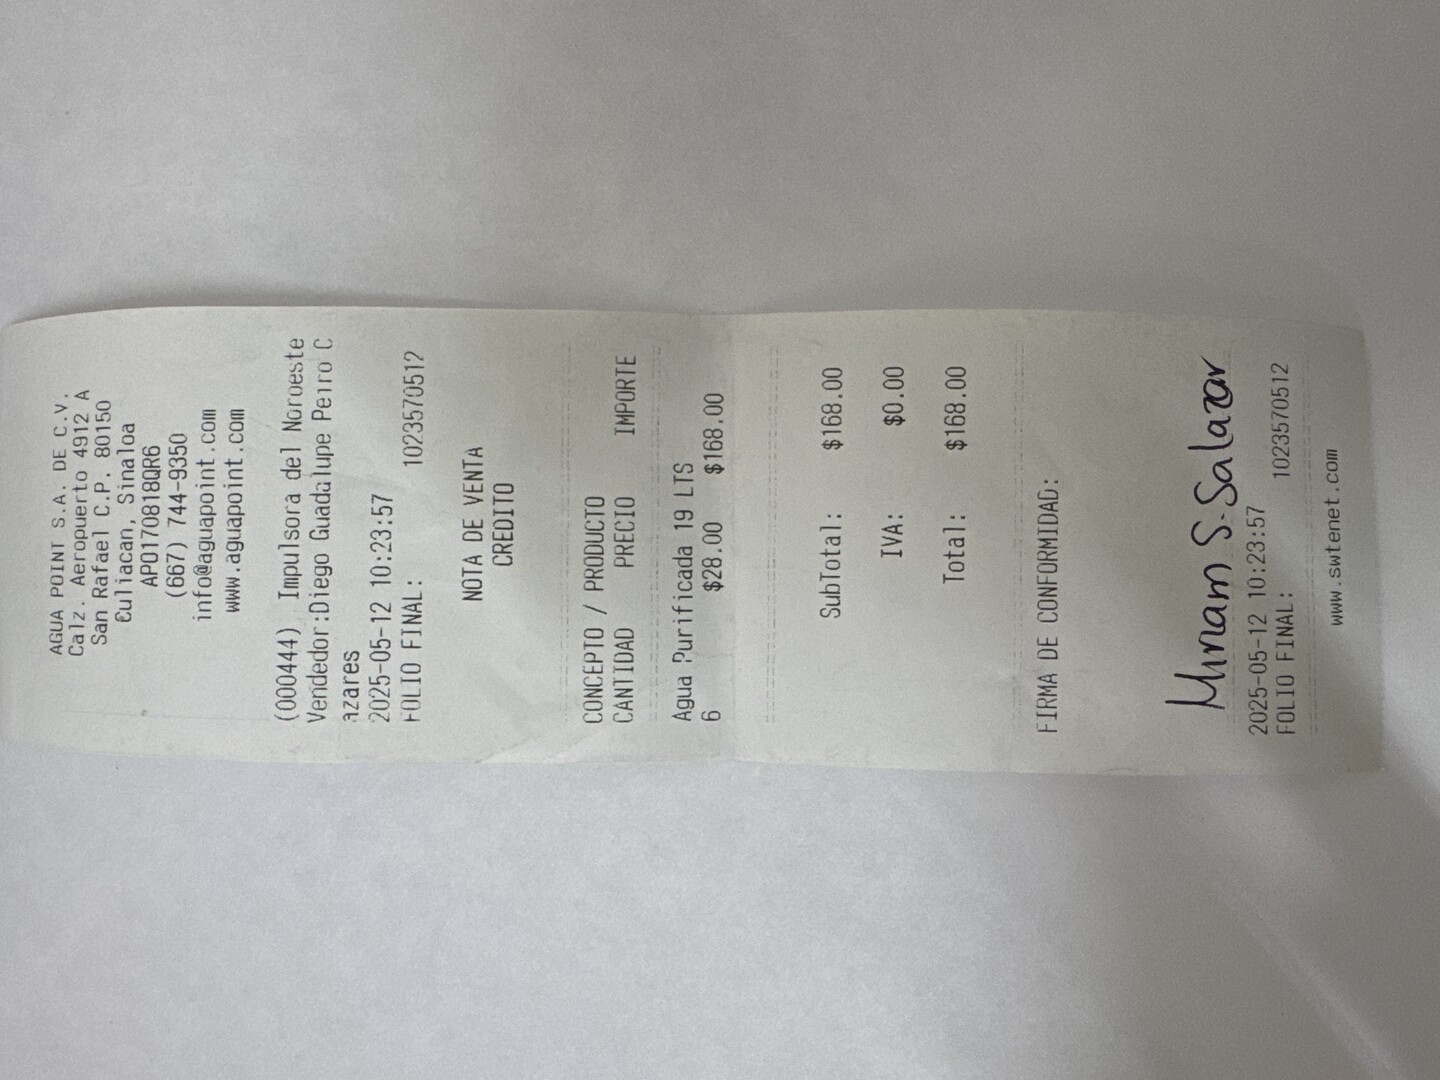 AGUA POINT S.A. DE C.V.
Calz. Aeropuerto 4912 A
San Rafael C.P. 80150
Culiacan, Sinaloa
APO170818QR6
(667) 744-9350
info@aguapoint.com
www.aguapoint.com
(000444) Impulsora del Noroeste
Vendedor:Diego Guadalupe Peiro C
azares
2025-05-12 10:23:57
FOLIO FINAL: 1023570512
NOTA DE VENTA
CREDITO
CONCEPTO / PRODUCTO
CANTIDAD PRECIO IMPORTE
Agua Purificada 19 LTS
6 $28.00 $168.00
SubTotal: $168.00
IVA: $0.00
Total: $168.00
FIRMA DE CONFORMIDAD:
Miriam S. Salazar
2025-05-12 10:23:57
FOLIO FINAL: 1023570512
www.swtenet.com